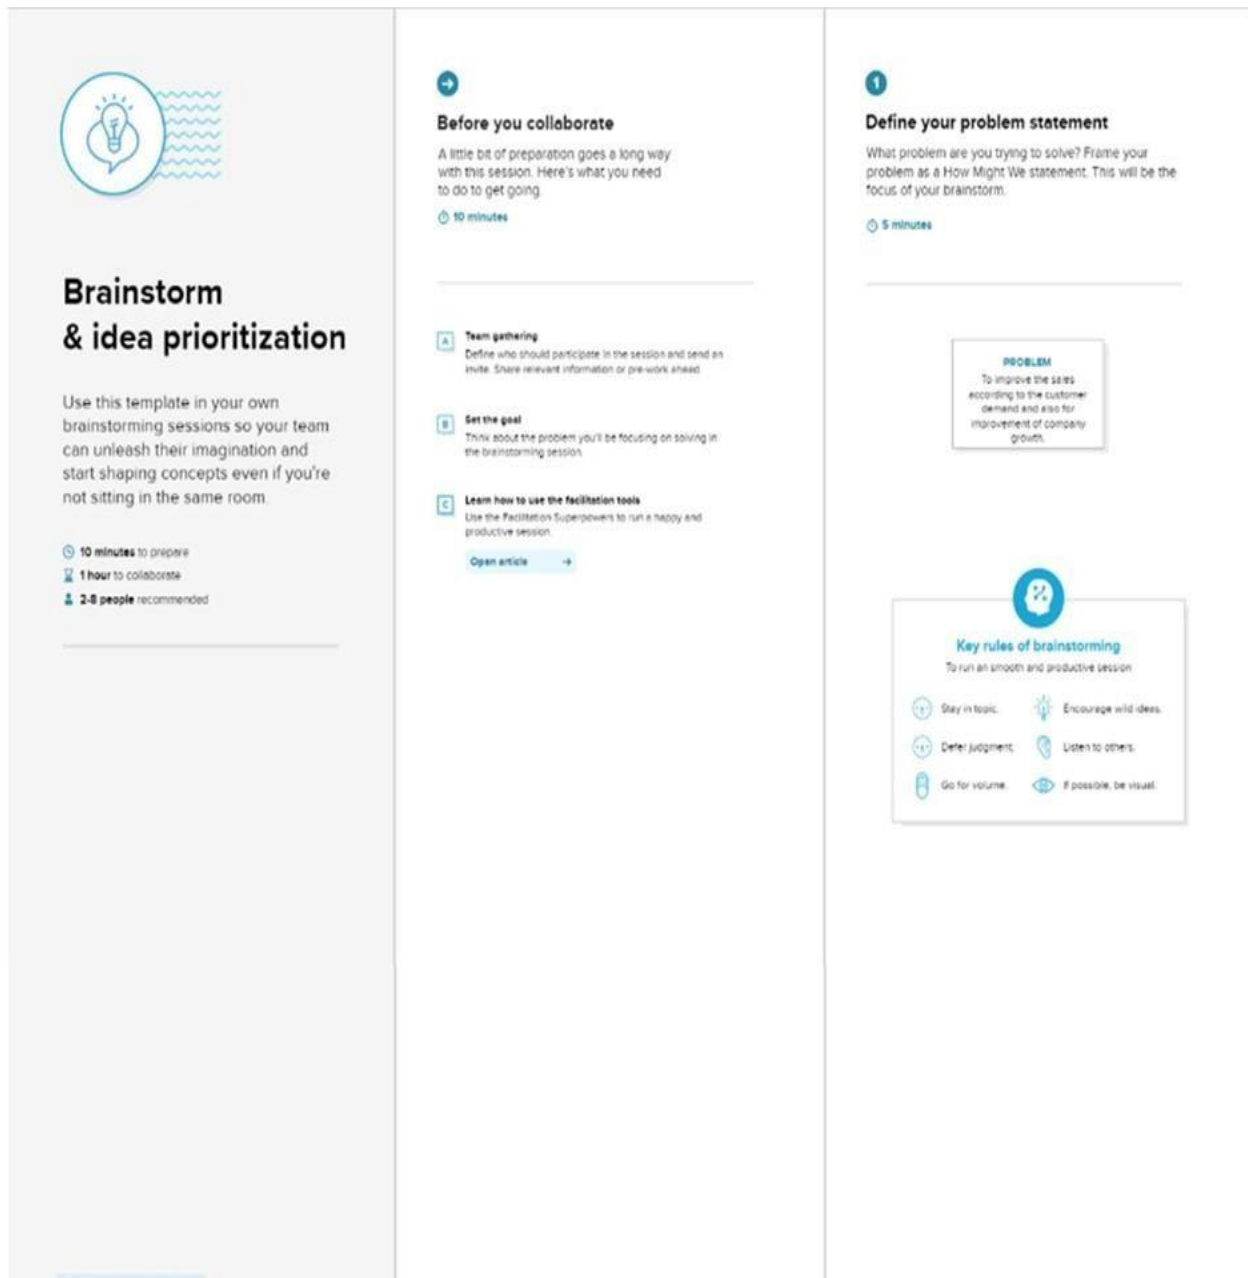 Brainstorm
& idea prioritization
Use this template in your own
brainstorming sessions so your team
can unleash their imagination and
start shaping concepts even if you're
not sitting in the same room.
10 minutes to prepare
1 hour to collaborate
2-8 people recommended
Before you collaborate
A little bit of preparation goes a long way
with this session. Here's what you need
to do to get going.
10 minutes
A
Team gathering
Define who should participate in the session and send an
invite. Share relevant information or pre-work ahead.
B
Set the goal
Think about the problem you'll be focusing on solving in
the brainstorming session.
C
Learn how to use the facilitation tools
Use the Facilitation Superpowers to run a happy and
productive session.
Open article
1
Define your problem statement
What problem are you trying to solve? Frame your
problem as a How Might We statement. This will be the
focus of your brainstorm.
5 minutes
PROBLEM
To improve the sales
according to the customer
demand and also for
improvement of company
growth.
Key rules of brainstorming
To run an smooth and productive session
Stay in topic.
Encourage wild ideas.
Defer judgment.
Listen to others.
Go for volume.
If possible, be visual.